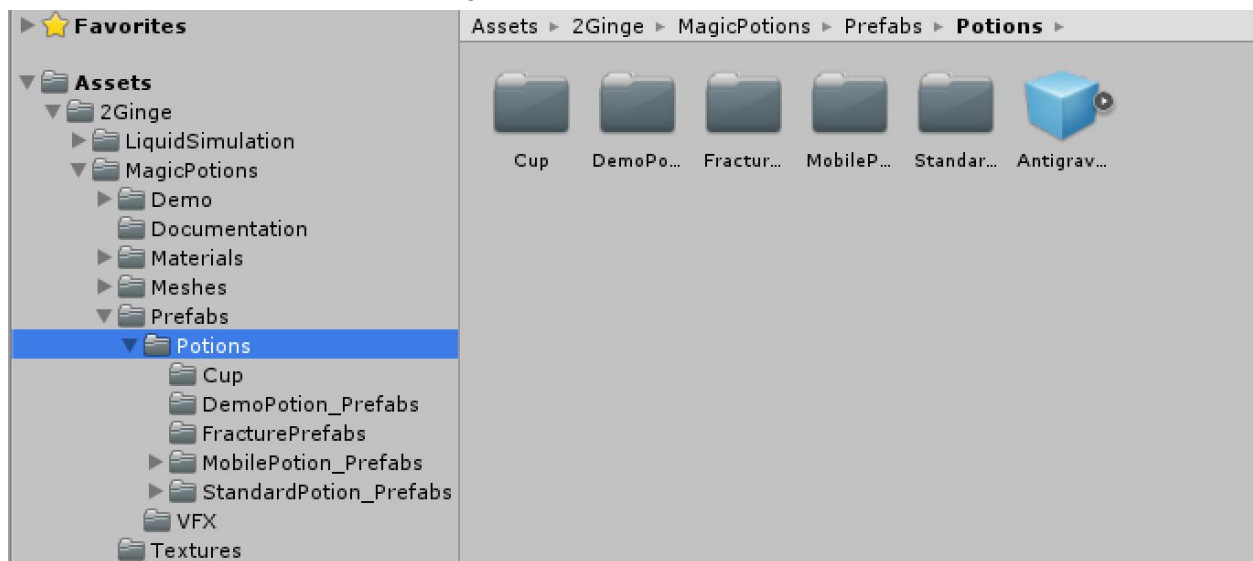 Favorites
Assets
2Ginge
LiquidSimulation
MagicPotions
Demo
Documentation
Materials
Meshes
Prefabs
Potions
Cup
DemoPotion_Prefabs
FracturePrefabs
MobilePotion_Prefabs
StandardPotion_Prefabs
VFX
Textures
Assets ▸ 2Ginge ▸ MagicPotions ▸ Prefabs ▸ Potions ▸
Cup DemoPo... Fractur... MobileP... Standar... Antigrav...